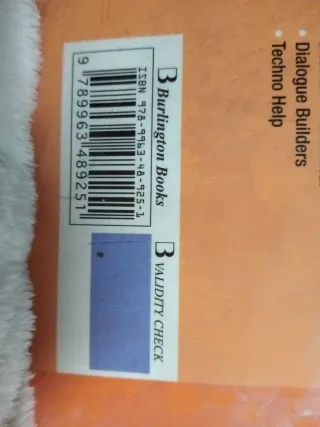 • Dialogue Builders
• Techno Help
B Burlington Books
ISBN 978-9963-48-925-1
9 789963 489251
B VALIDITY CHECK